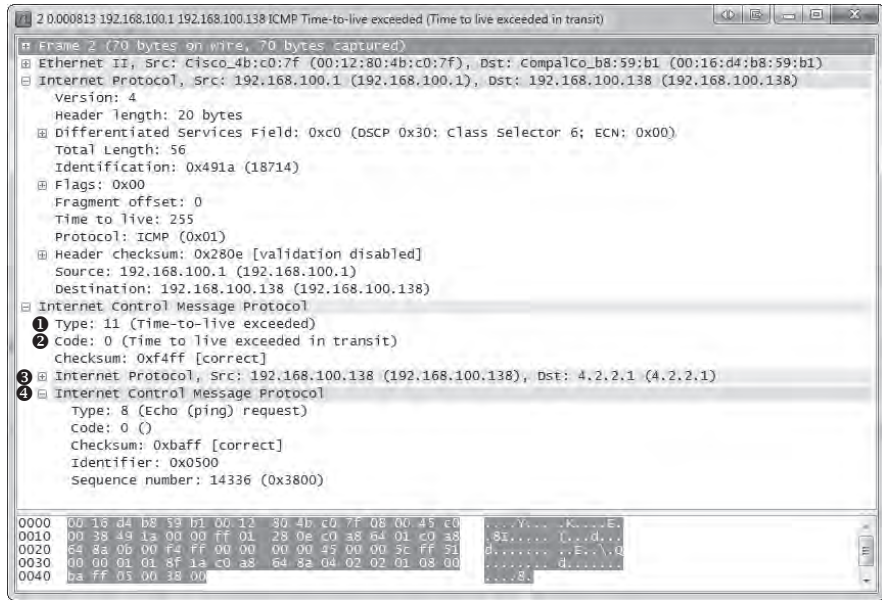 2 0.000813 192.168.100.1 192.168.100.138 ICMP Time-to-live exceeded (Time to live exceeded in transit)
Frame 2 (70 bytes on wire, 70 bytes captured)
Ethernet II, Src: Cisco_4b:c0:7f (00:12:80:4b:c0:7f), Dst: CompalCo_b8:59:b1 (00:16:d4:b8:59:b1)
Internet Protocol, Src: 192.168.100.1 (192.168.100.1), Dst: 192.168.100.138 (192.168.100.138)
Version: 4
Header length: 20 bytes
Differentiated Services Field: 0xc0 (DSCP 0x30: Class Selector 6; ECN: 0x00)
Total Length: 56
Identification: 0x491a (18714)
Flags: 0x00
Fragment offset: 0
Time to live: 255
Protocol: ICMP (0x01)
Header checksum: 0x280e [validation disabled]
Source: 192.168.100.1 (192.168.100.1)
Destination: 192.168.100.138 (192.168.100.138)
Internet Control Message Protocol
❶ Type: 11 (Time-to-live exceeded)
❷ Code: 0 (Time to live exceeded in transit)
Checksum: 0xf4ff [correct]
❸ Internet Protocol, Src: 192.168.100.138 (192.168.100.138), Dst: 4.2.2.1 (4.2.2.1)
❹ Internet Control Message Protocol
Type: 8 (Echo (ping) request)
Code: 0 ()
Checksum: 0xbaff [correct]
Identifier: 0x0500
Sequence number: 14336 (0x3800)
0000 00 16 d4 b8 59 b1 00 12 80 4b c0 7f 08 00 45 c0 ....Y... .K....E.
0010 00 38 49 1a 00 00 ff 01 28 0e c0 a8 64 01 c0 a8 .8I..... (...d...
0020 64 8a 0b 00 f4 ff 00 00 00 00 45 00 00 5c ff 51 d....... ..E..\.Q
0030 00 00 01 01 8f 1a c0 a8 64 8a 04 02 02 01 08 00 ........ d.......
0040 ba ff 05 00 38 00 ....8.